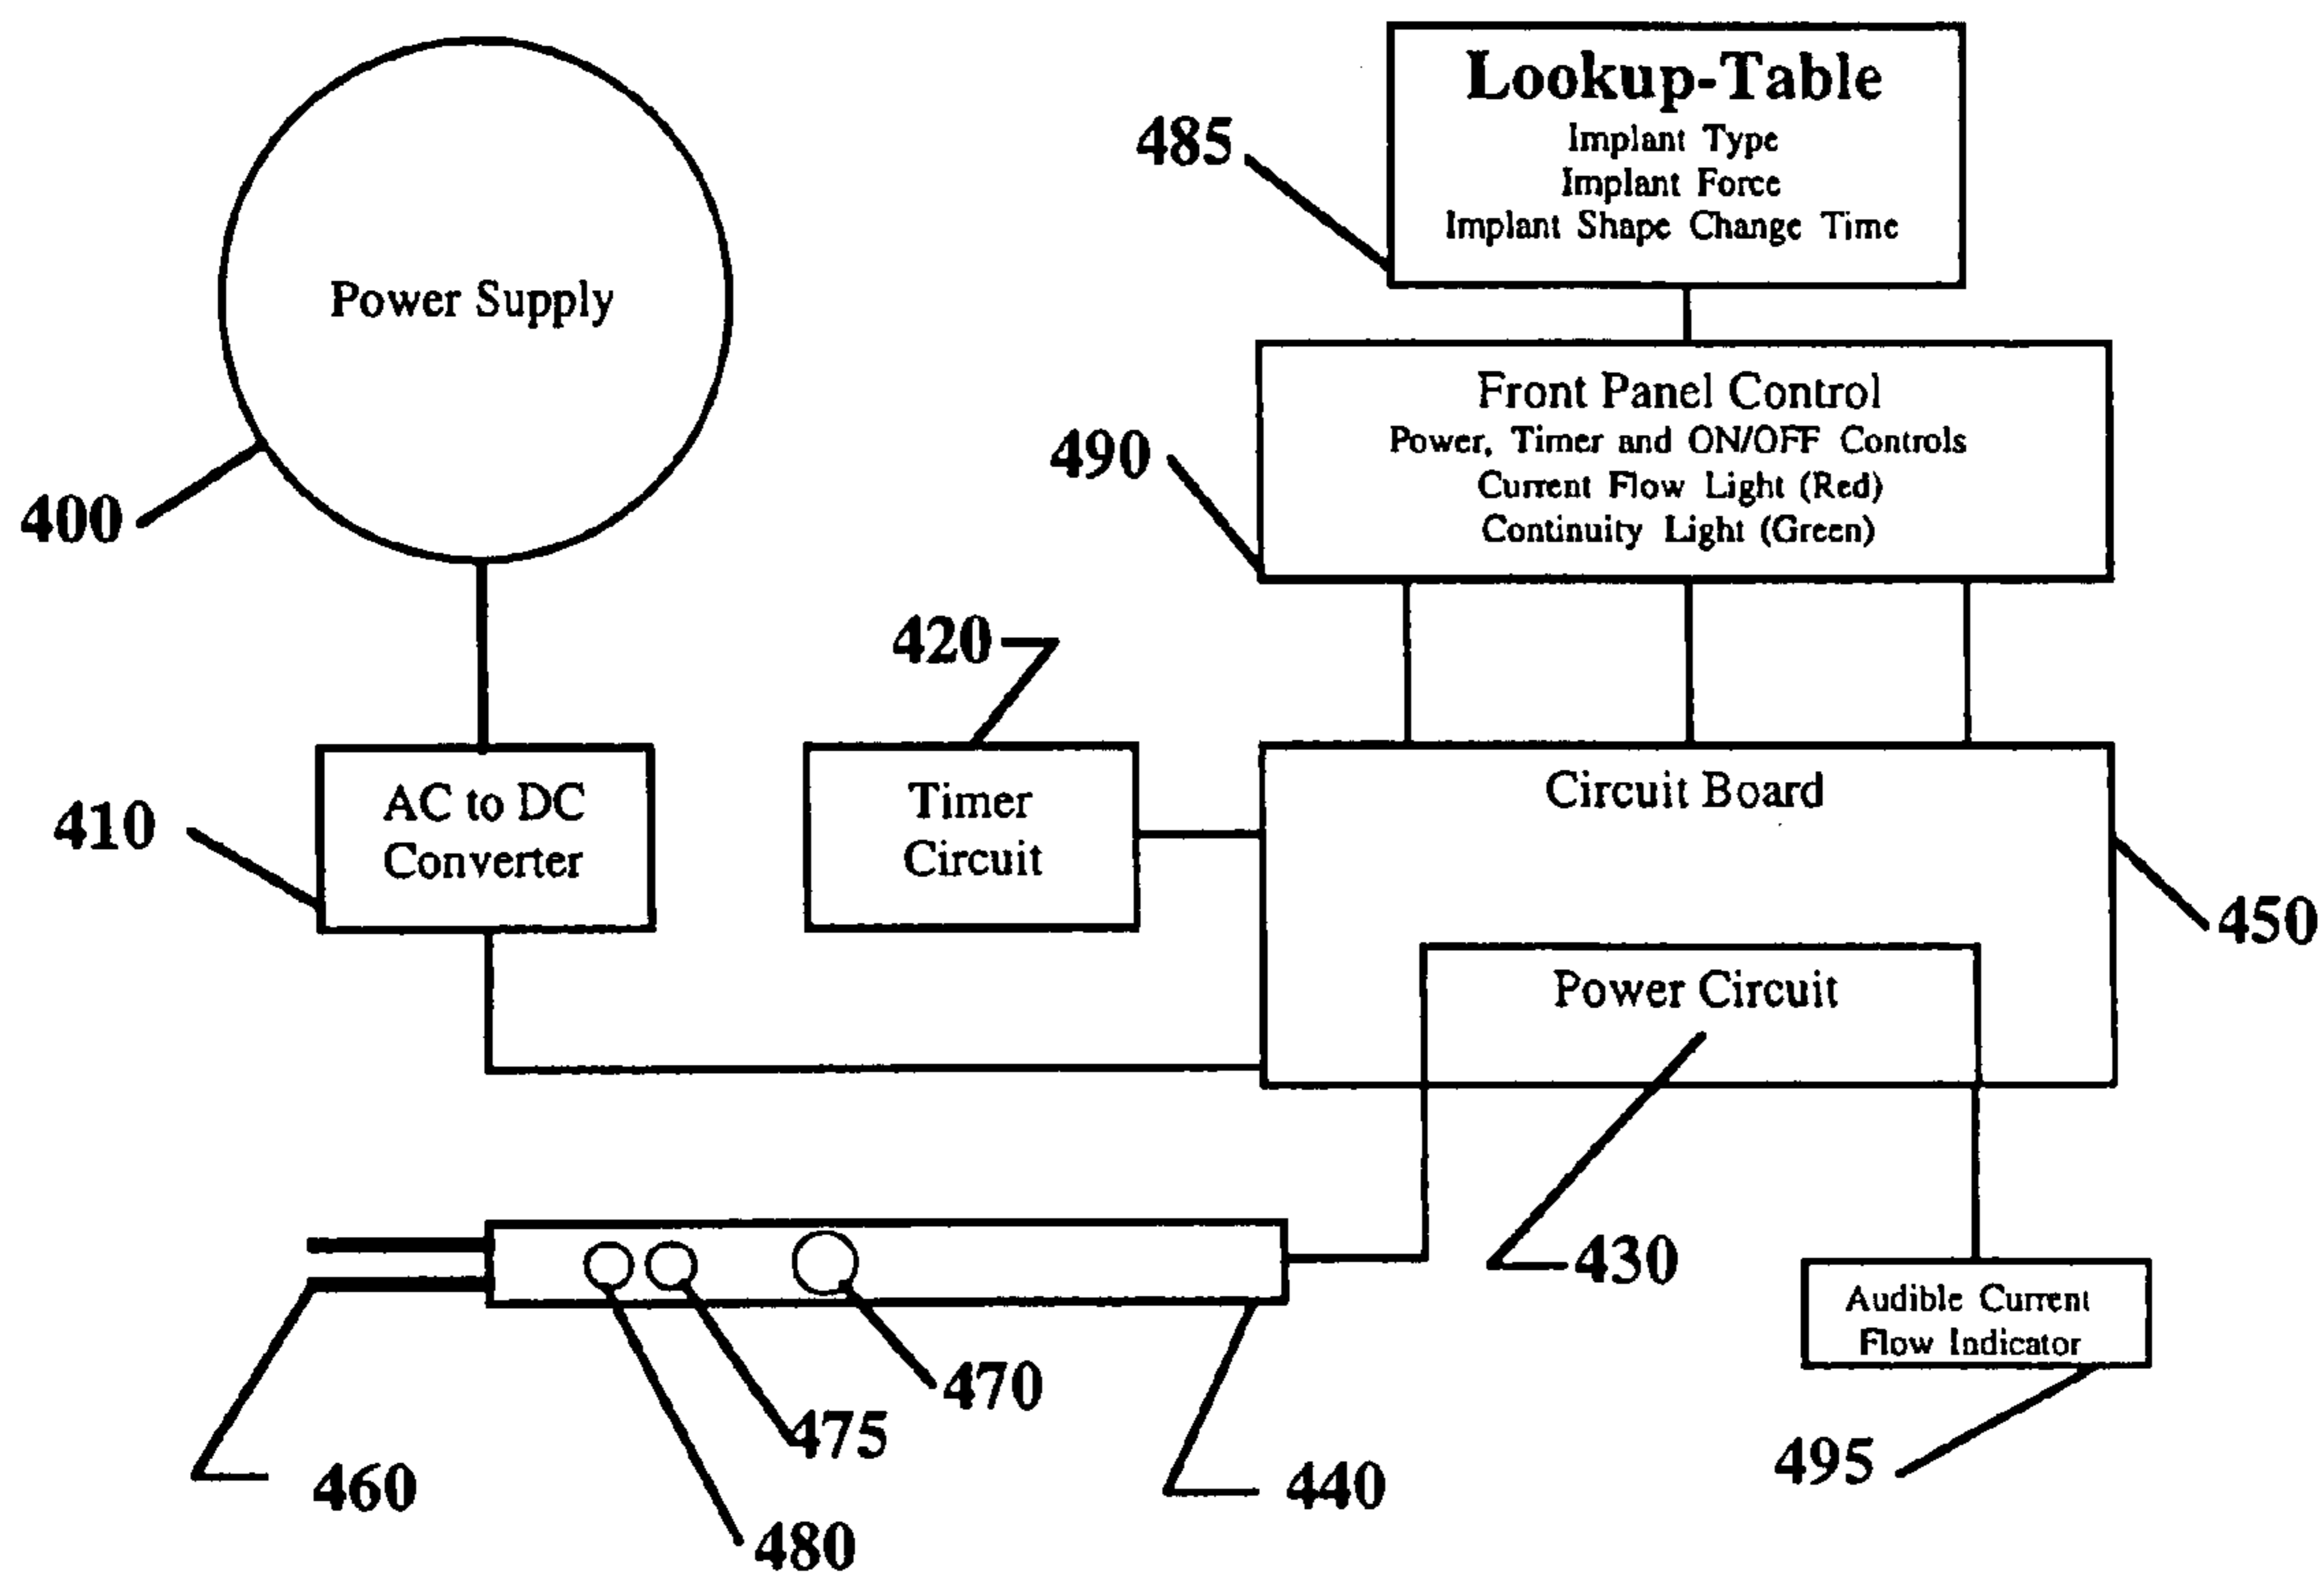 Lookup-Table
Implant Type
Implant Force
Implant Shape Change Time
485
Power Supply
400
Front Panel Control
Power, Timer and ON/OFF Controls
Current Flow Light (Red)
Continuity Light (Green)
490
420
AC to DC
Converter
410
Timer
Circuit
Circuit Board
450
Power Circuit
430
Audible Current
Flow Indicator
495
470
475
460
480
440